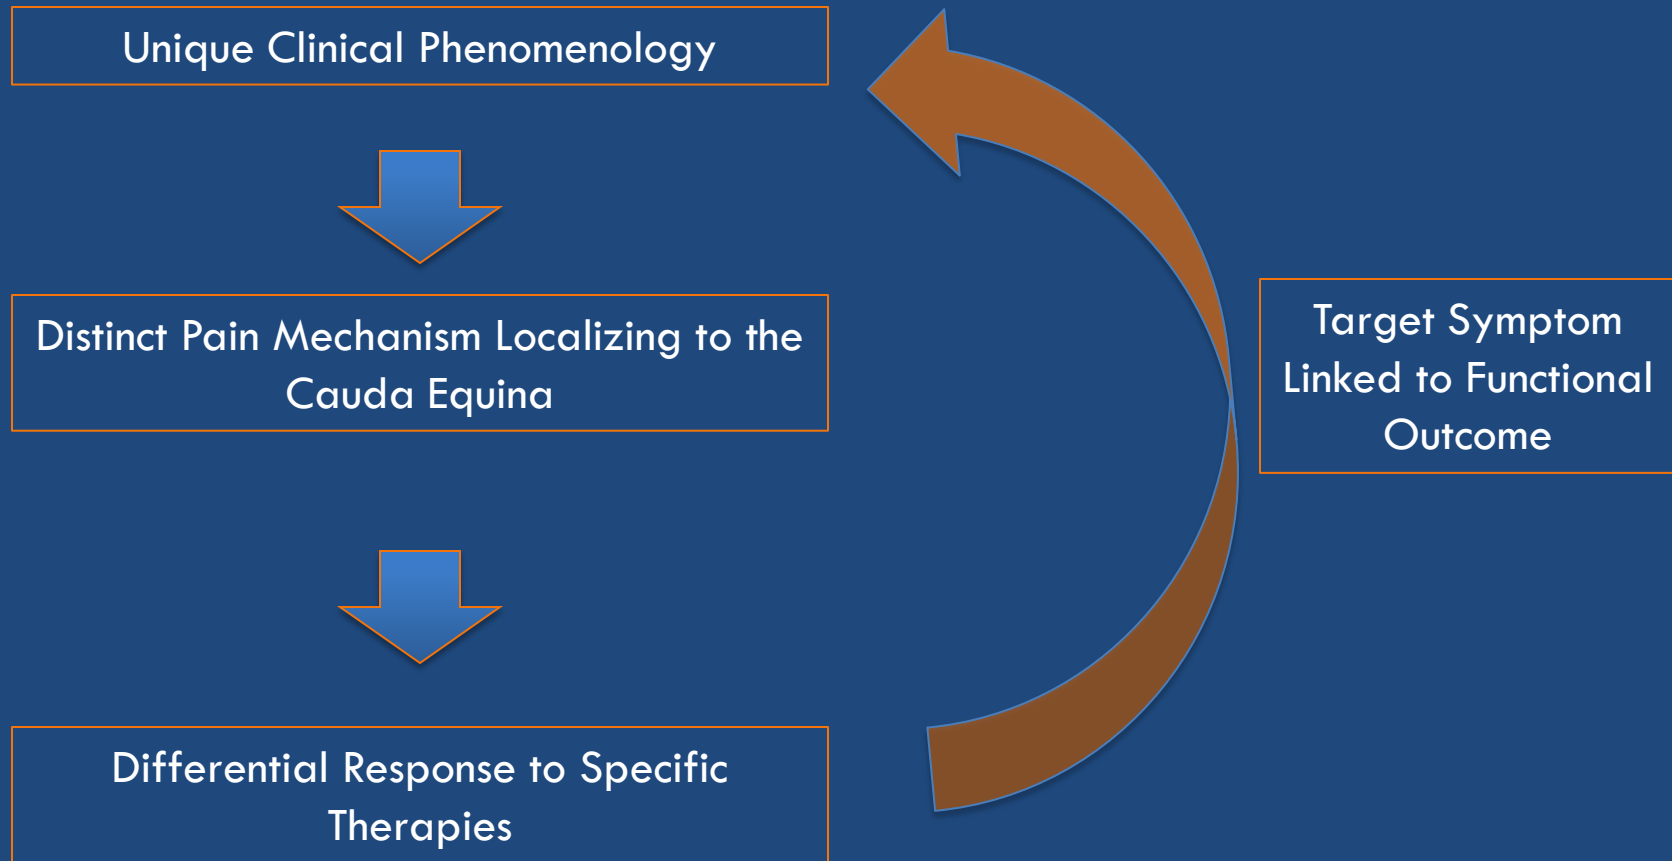 Unique Clinical Phenomenology
Distinct Pain Mechanism Localizing to the
Cauda Equina
Target Symptom
Linked to Functional
Outcome
Differential Response to Specific
Therapies